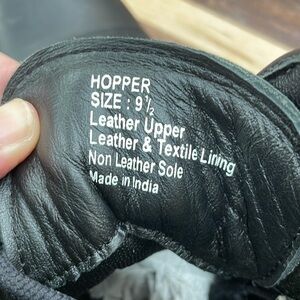 HOPPER
SIZE : 9½
Leather Upper
Leather & Textile Lining
Non Leather Sole
Made in India